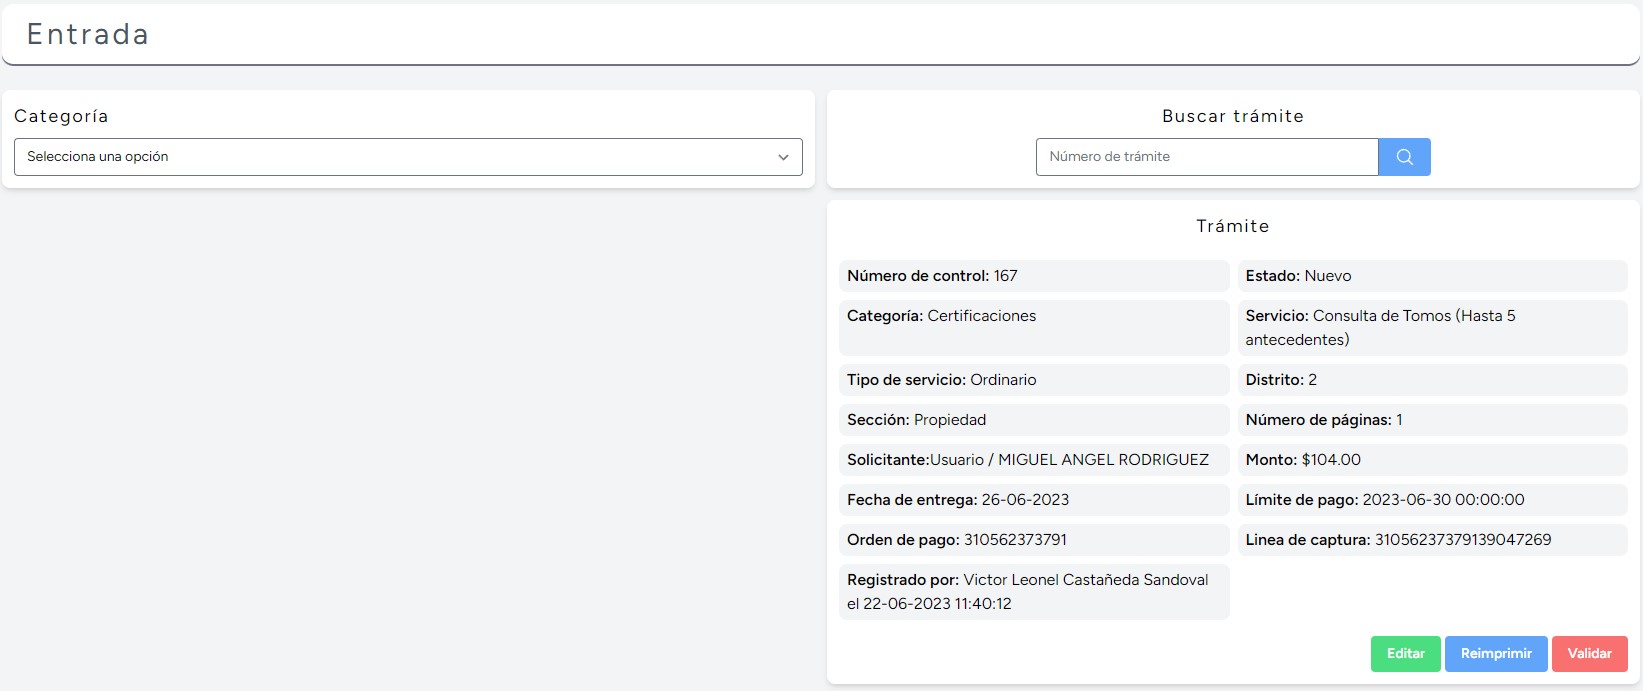 Entrada
Categoría
Selecciona una opción
Buscar trámite
Número de trámite
Trámite
Número de control: 167
Estado: Nuevo
Categoría: Certificaciones
Servicio: Consulta de Tomos (Hasta 5
antecedentes)
Tipo de servicio: Ordinario
Distrito: 2
Sección: Propiedad
Número de páginas: 1
Solicitante:Usuario / MIGUEL ANGEL RODRIGUEZ
Monto: $104.00
Fecha de entrega: 26-06-2023
Límite de pago: 2023-06-30 00:00:00
Orden de pago: 310562373791
Linea de captura: 31056237379139047269
Registrado por: Victor Leonel Castañeda Sandoval
el 22-06-2023 11:40:12
Editar
Reimprimir
Validar